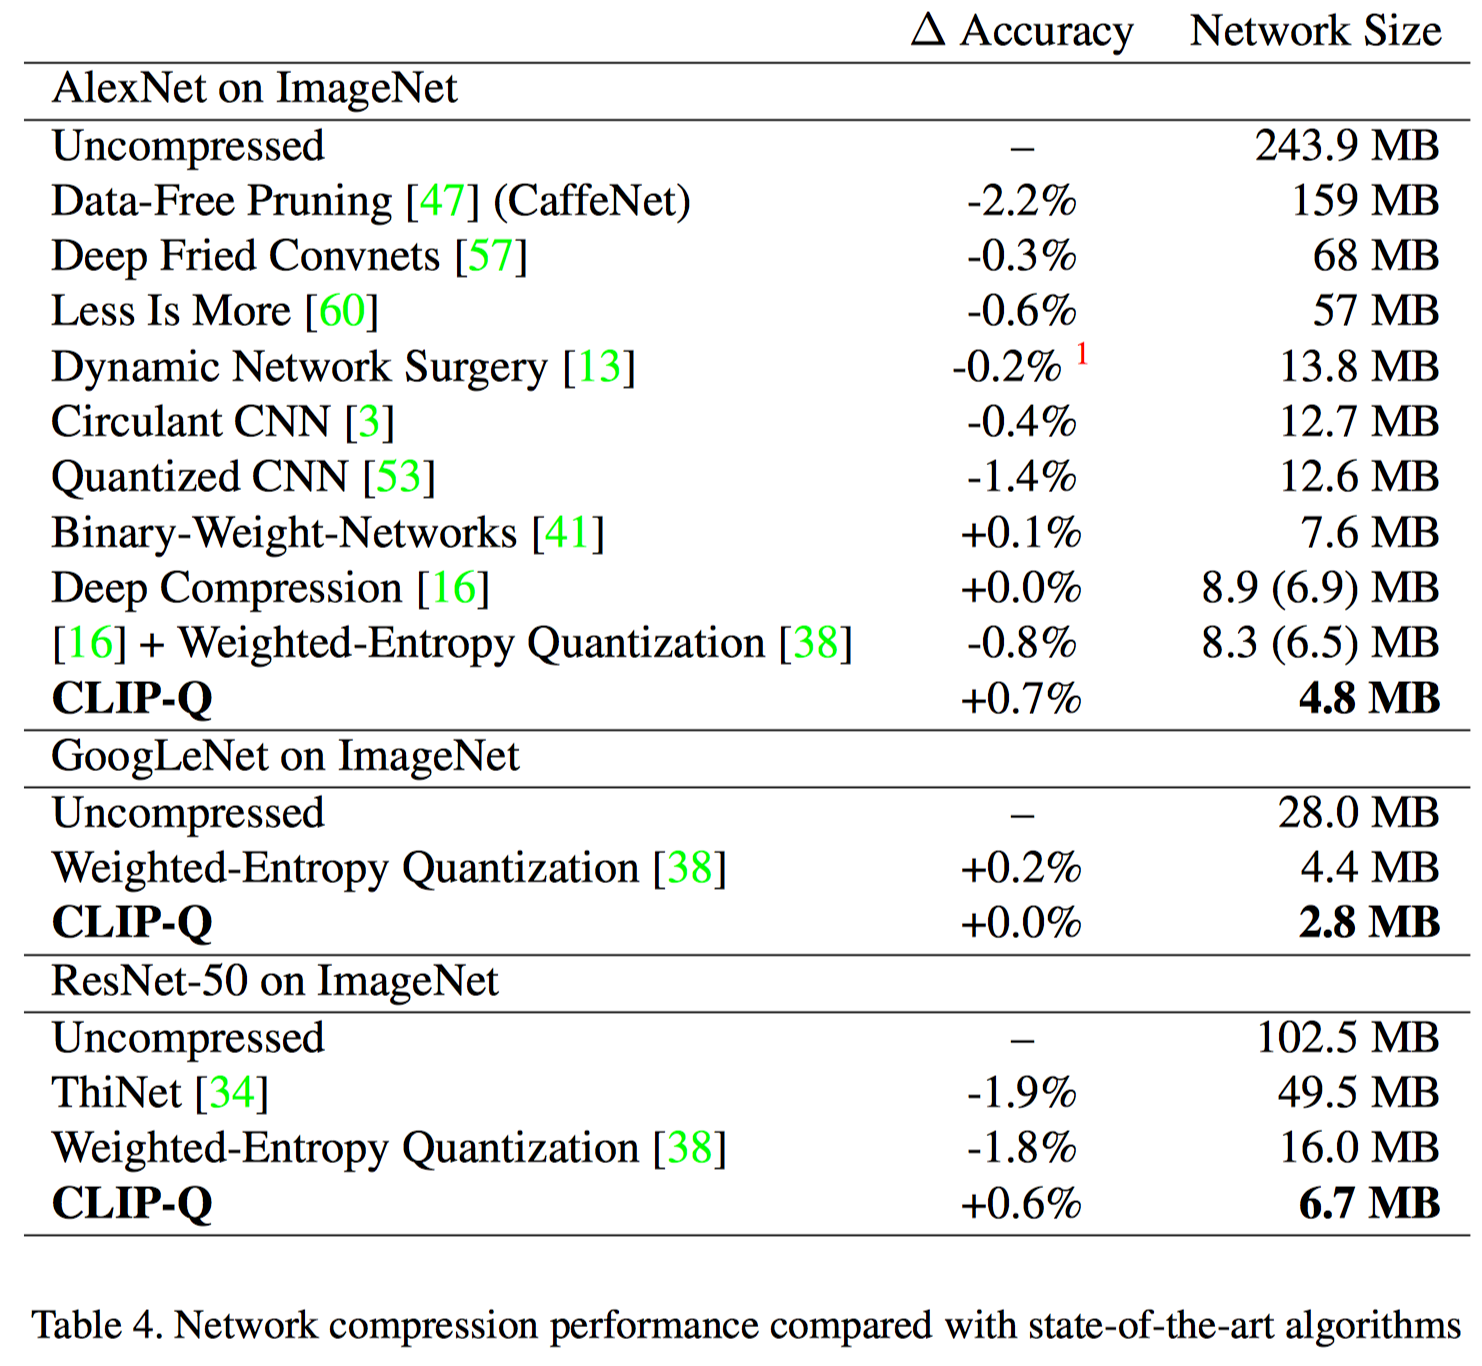 Δ Accuracy Network Size
AlexNet on ImageNet
Uncompressed – 243.9 MB
Data-Free Pruning [47] (CaffeNet) -2.2% 159 MB
Deep Fried Convnets [57] -0.3% 68 MB
Less Is More [60] -0.6% 57 MB
Dynamic Network Surgery [13] -0.2% 1 13.8 MB
Circulant CNN [3] -0.4% 12.7 MB
Quantized CNN [53] -1.4% 12.6 MB
Binary-Weight-Networks [41] +0.1% 7.6 MB
Deep Compression [16] +0.0% 8.9 (6.9) MB
[16] + Weighted-Entropy Quantization [38] -0.8% 8.3 (6.5) MB
CLIP-Q +0.7% 4.8 MB
GoogLeNet on ImageNet
Uncompressed – 28.0 MB
Weighted-Entropy Quantization [38] +0.2% 4.4 MB
CLIP-Q +0.0% 2.8 MB
ResNet-50 on ImageNet
Uncompressed – 102.5 MB
ThiNet [34] -1.9% 49.5 MB
Weighted-Entropy Quantization [38] -1.8% 16.0 MB
CLIP-Q +0.6% 6.7 MB
Table 4. Network compression performance compared with state-of-the-art algorithms